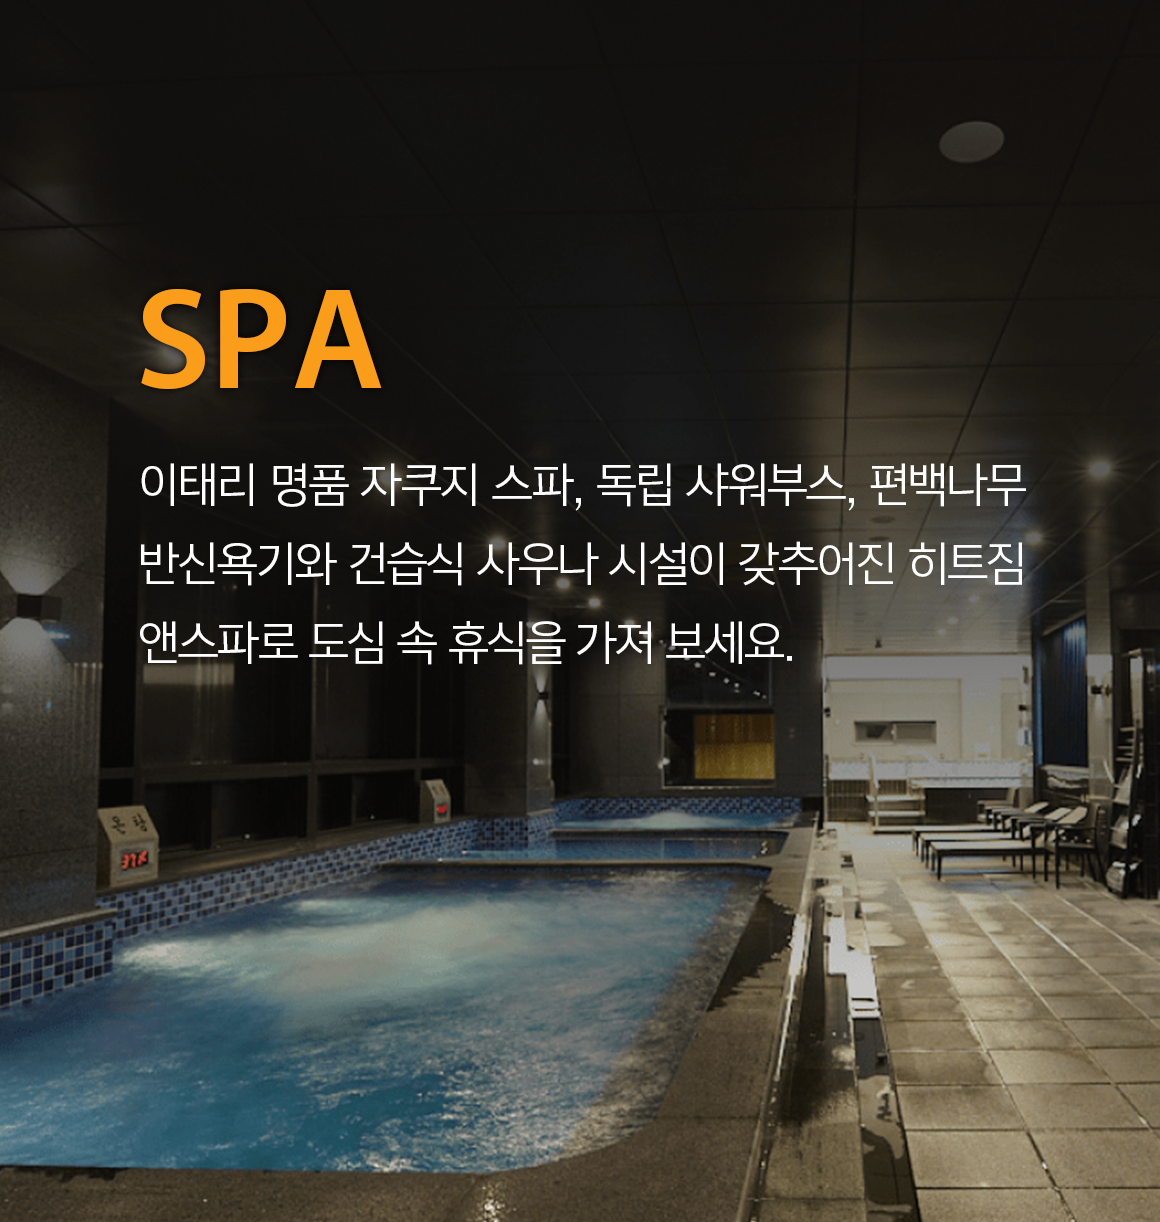 SPA
이태리 명품 자쿠지 스파, 독립 샤워부스, 편백나무
반신욕기와 건습식 사우나 시설이 갖추어진 히트짐
앤스파로 도심 속 휴식을 가져 보세요.
온탕